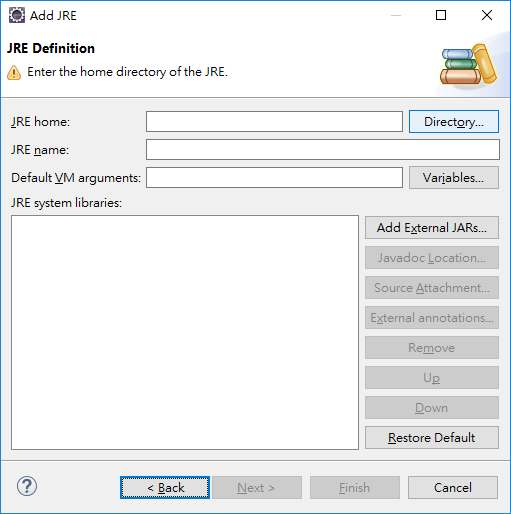 Add JRE
JRE Definition
Enter the home directory of the JRE.
JRE home:
Directory...
JRE name:
Default VM arguments:
Variables...
JRE system libraries:
Add External JARs...
Javadoc Location...
Source Attachment...
External annotations...
Remove
Up
Down
Restore Default
?
< Back
Next >
Finish
Cancel